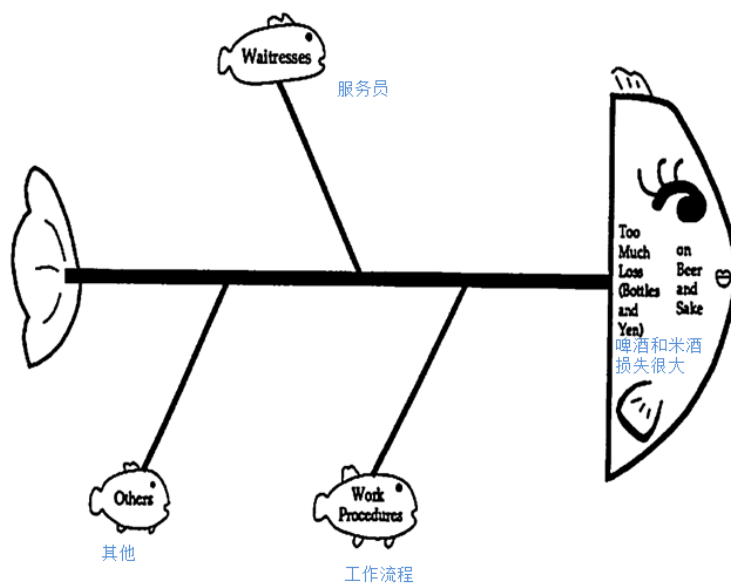 Waitresses
服务员
Too
Much
Loss
(Bottles
and
Yen)
on
Beer
and
Sake
啤酒和米酒
损失很大
Others
其他
Work
Procedures
工作流程